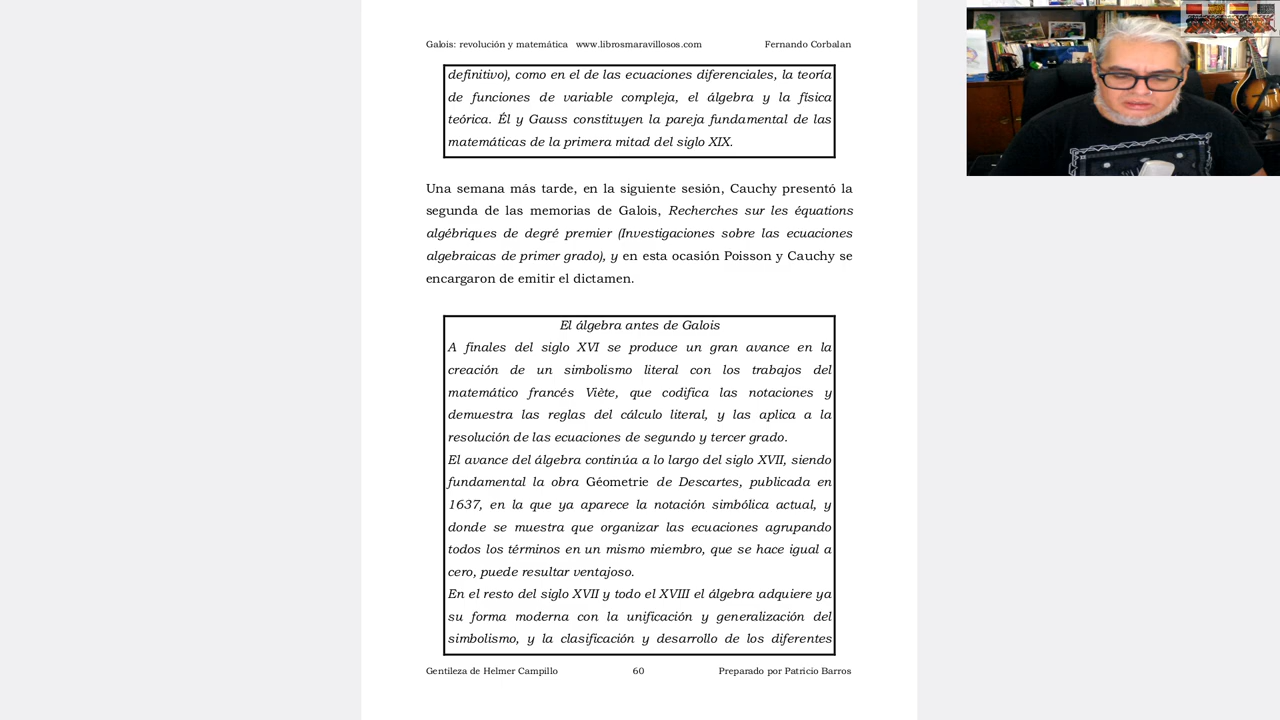 Galois: revolución y matemática www.librosmaravillosos.com Fernando Corbalan
definitivo), como en el de las ecuaciones diferenciales, la teoría
de funciones de variable compleja, el álgebra y la física
teórica. Él y Gauss constituyen la pareja fundamental de las
matemáticas de la primera mitad del siglo XIX.
Una semana más tarde, en la siguiente sesión, Cauchy presentó la
segunda de las memorias de Galois, Recherches sur les équations
algébriques de degré premier (Investigaciones sobre las ecuaciones
algebraicas de primer grado), y en esta ocasión Poisson y Cauchy se
encargaron de emitir el dictamen.
El álgebra antes de Galois
A finales del siglo XVI se produce un gran avance en la
creación de un simbolismo literal con los trabajos del
matemático francés Viète, que codifica las notaciones y
demuestra las reglas del cálculo literal, y las aplica a la
resolución de las ecuaciones de segundo y tercer grado.
El avance del álgebra continúa a lo largo del siglo XVII, siendo
fundamental la obra Géometrie de Descartes, publicada en
1637, en la que ya aparece la notación simbólica actual, y
donde se muestra que organizar las ecuaciones agrupando
todos los términos en un mismo miembro, que se hace igual a
cero, puede resultar ventajoso.
En el resto del siglo XVII y todo el XVIII el álgebra adquiere ya
su forma moderna con la unificación y generalización del
simbolismo, y la clasificación y desarrollo de los diferentes
Gentileza de Helmer Campillo 60 Preparado por Patricio Barros